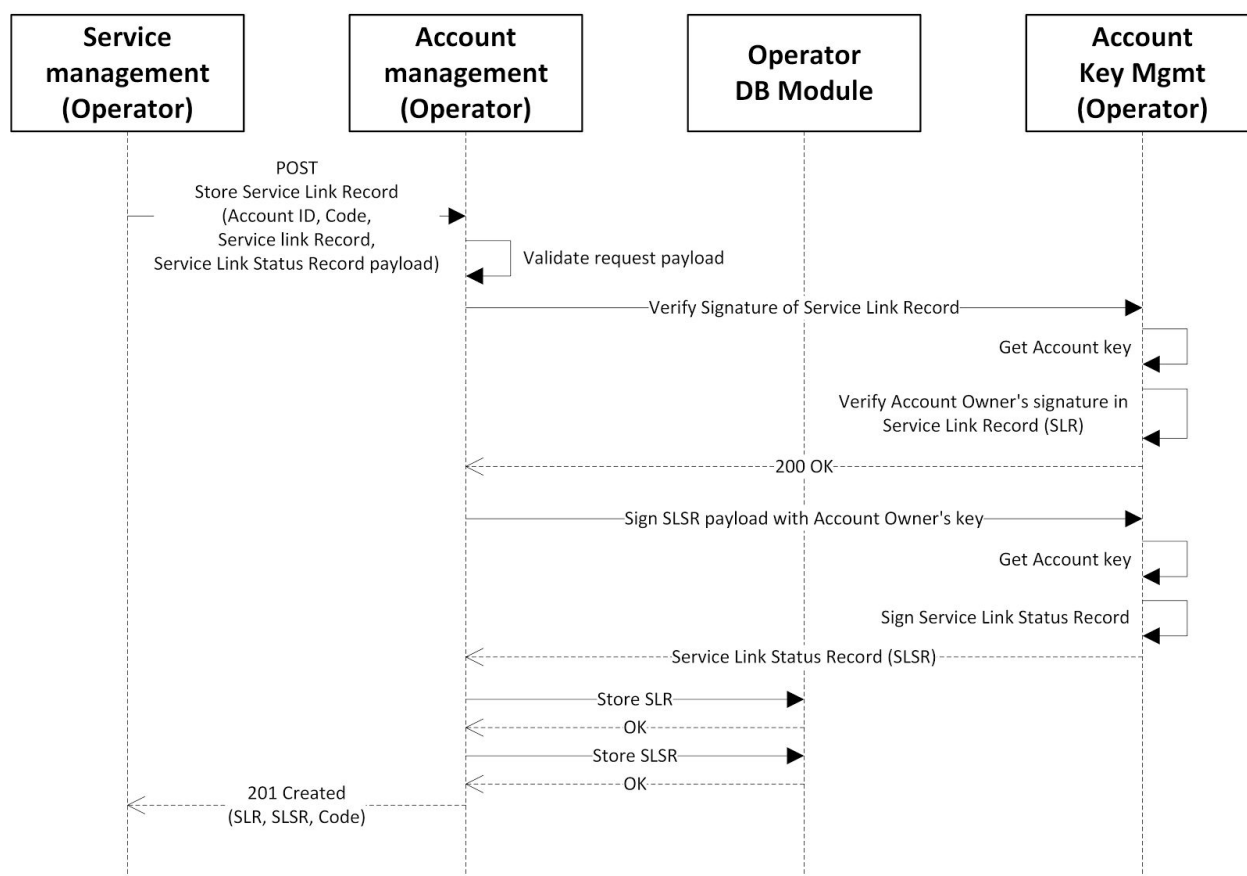 Service
management
(Operator)
Account
management
(Operator)
Operator
DB Module
Account
Key Mgmt
(Operator)
POST
Store Service Link Record
(Account ID, Code,
Service link Record,
Service Link Status Record payload)
Validate request payload
Verify Signature of Service Link Record
Get Account key
Verify Account Owner's signature in
Service Link Record (SLR)
200 OK
Sign SLSR payload with Account Owner's key
Get Account key
Sign Service Link Status Record
Service Link Status Record (SLSR)
Store SLR
OK
Store SLSR
OK
201 Created
(SLR, SLSR, Code)